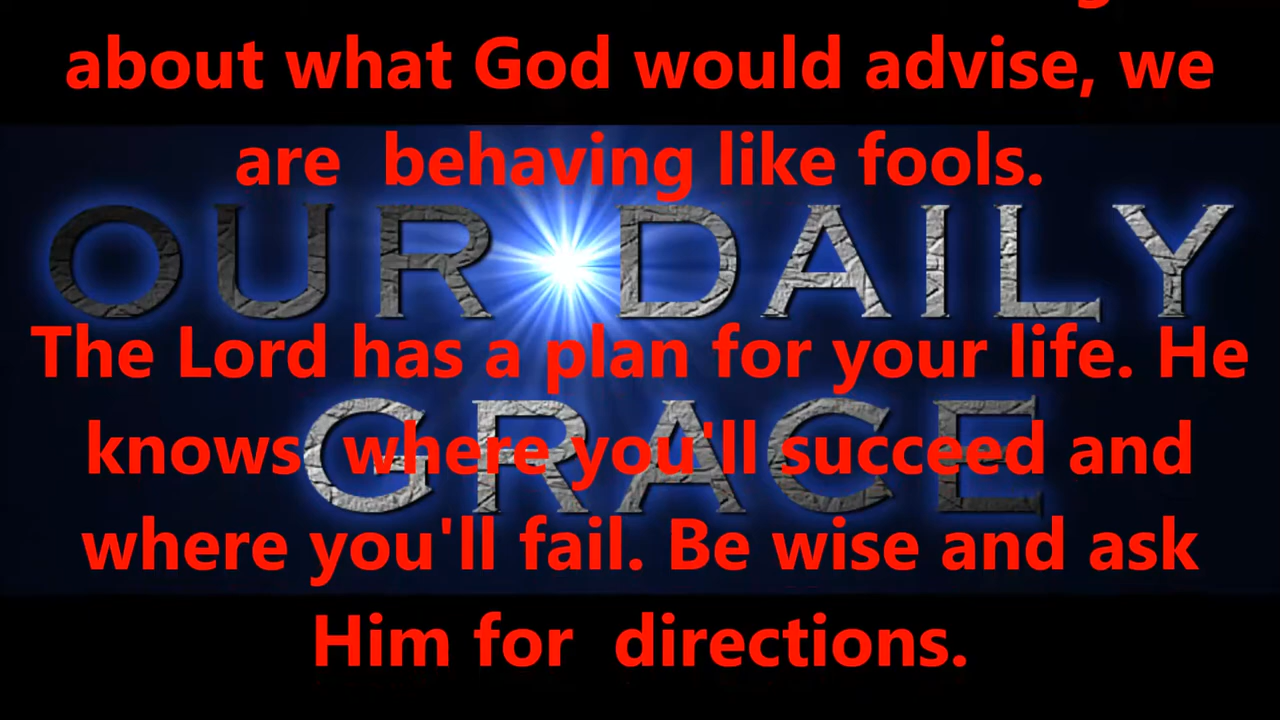 about what God would advise, we
are  behaving like fools.
OUR DAILY
The Lord has a plan for your life. He
knows  where you'll succeed and
GRACE
where you'll fail. Be wise and ask
Him for  directions.